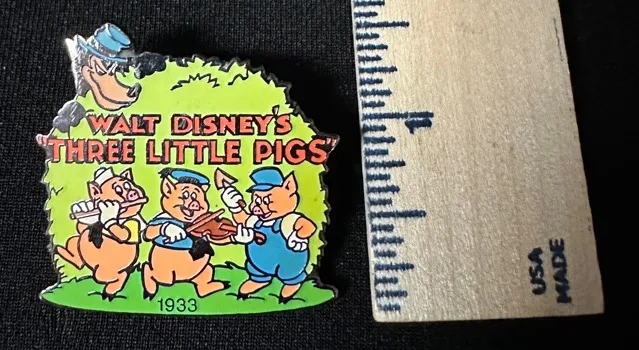 WALT DISNEY'S
"THREE LITTLE PIGS"
1933
1
USA
MADE